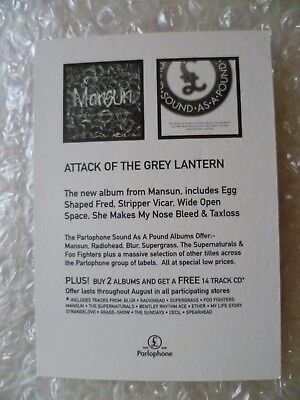 Mansun
SOUND·AS·A·POUND
ATTACK OF THE GREY LANTERN
The new album from Mansun, includes Egg
Shaped Fred, Stripper Vicar, Wide Open
Space, She Makes My Nose Bleed & Taxloss
The Parlophone Sound As A Pound Albums Offer:-
Mansun, Radiohead, Blur, Supergrass, The Supernaturals &
Foo Fighters plus a massive selection of other titles across
the Parlophone group of labels. All at special low prices.
PLUS! BUY 2 ALBUMS AND GET A FREE 14 TRACK CD*
Offer lasts throughout August in all participating stores
* INCLUDES TRACKS FROM: BLUR • RADIOHEAD • SUPERGRASS • FOO FIGHTERS
MANSUN • THE SUPERNATURALS • BENTLEY RHYTHM ACE • ETHER • MY LIFE STORY
STRANGELOVE • GRASS-SHOW • THE SUNDAYS • CECIL • SPEARHEAD
Parlophone